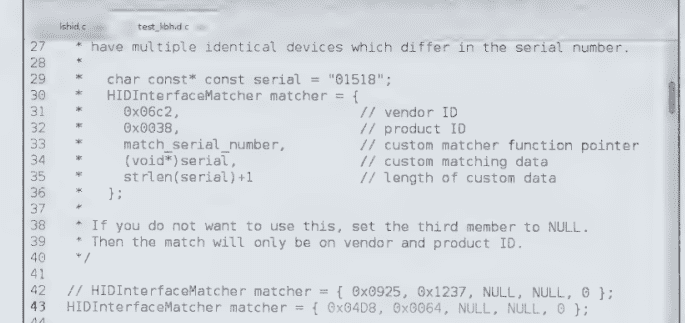 lshid.c test_libhid.c
27 * have multiple identical devices which differ in the serial number.
28 *
29 * char const* const serial = "01518";
30 * HIDInterfaceMatcher matcher = {
31 * 0x06c2, // vendor ID
32 * 0x0038, // product ID
33 * match_serial_number, // custom matcher function pointer
34 * (void*)serial, // custom matching data
35 * strlen(serial)+1 // length of custom data
36 * };
37 *
38 * If you do not want to use this, set the third member to NULL.
39 * Then the match will only be on vendor and product ID.
40 */
41
42 // HIDInterfaceMatcher matcher = { 0x0925, 0x1237, NULL, NULL, 0 };
43 HIDInterfaceMatcher matcher = { 0x04D8, 0x0064, NULL, NULL, 0 };
44